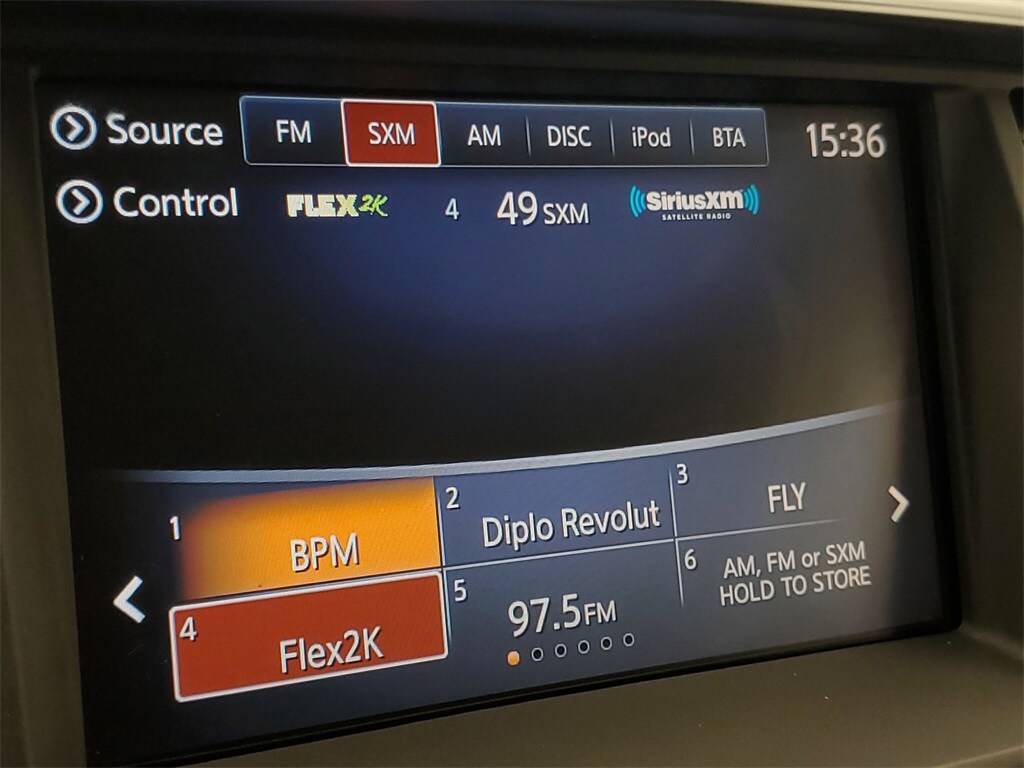 Source FM SXM AM DISC iPod BTA 15:36
Control FLEX2K 4 49 SXM SiriusXM
SATELLITE RADIO
1 BPM
2 Diplo Revolut
3 FLY
4 Flex2K
5 97.5FM
6 AM, FM or SXM
HOLD TO STORE